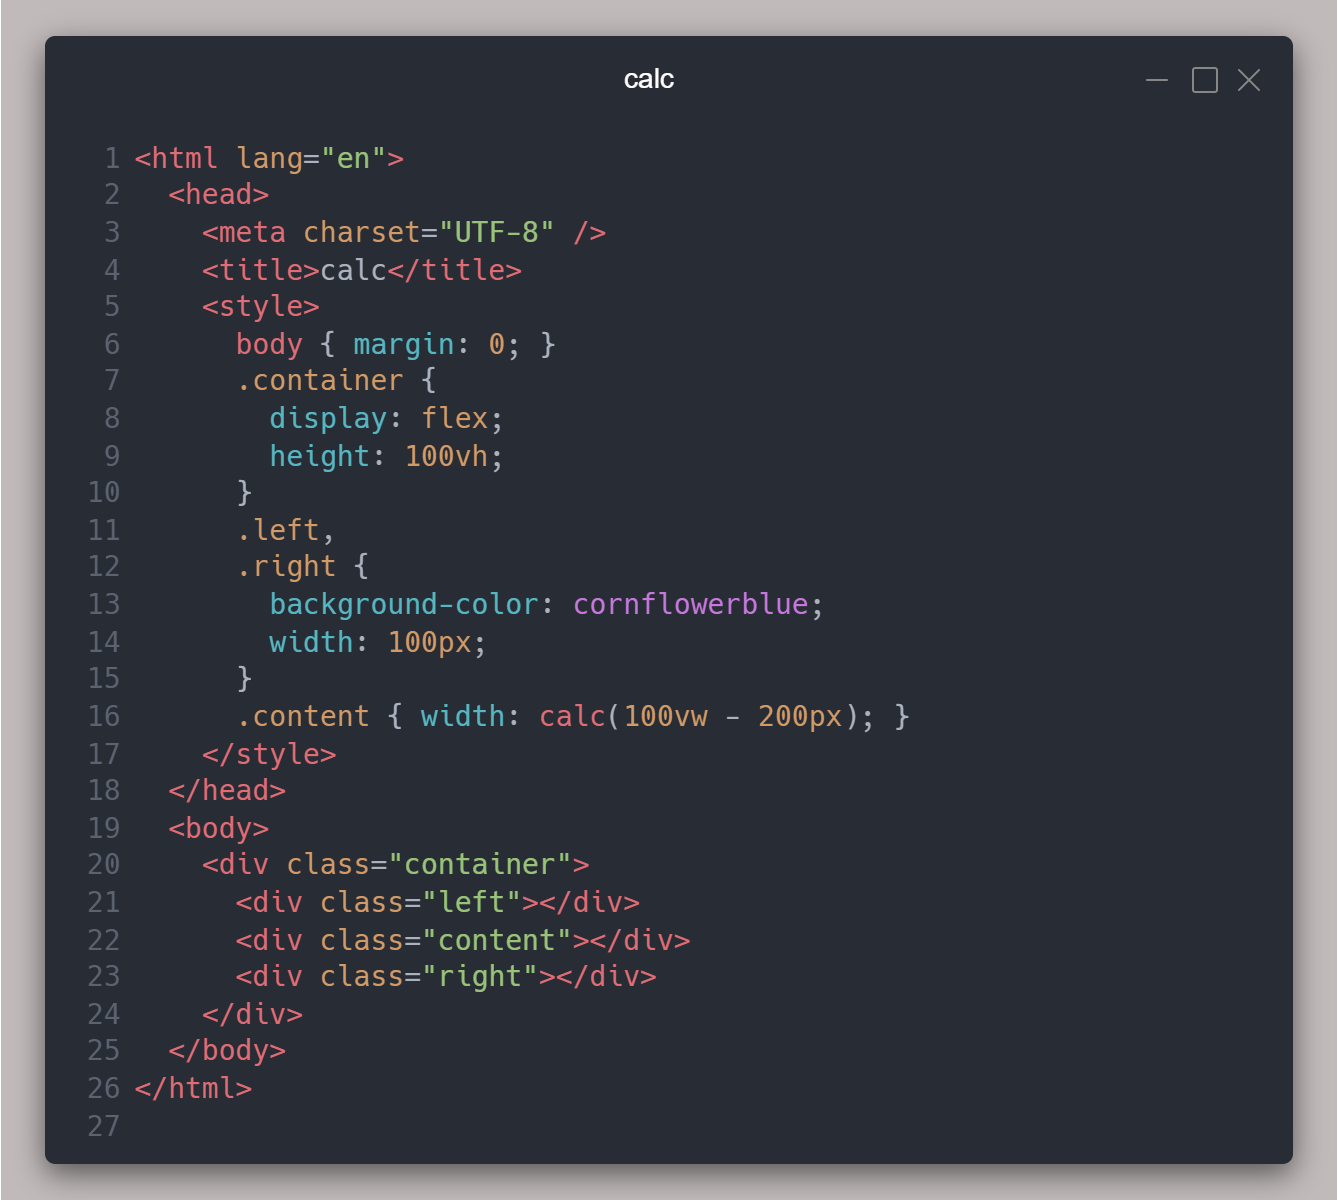 calc
1 <html lang="en">
2   <head>
3     <meta charset="UTF-8" />
4     <title>calc</title>
5     <style>
6       body { margin: 0; }
7       .container {
8         display: flex;
9         height: 100vh;
10       }
11       .left,
12       .right {
13         background-color: cornflowerblue;
14         width: 100px;
15       }
16       .content { width: calc(100vw - 200px); }
17     </style>
18   </head>
19   <body>
20     <div class="container">
21       <div class="left"></div>
22       <div class="content"></div>
23       <div class="right"></div>
24     </div>
25   </body>
26 </html>
27